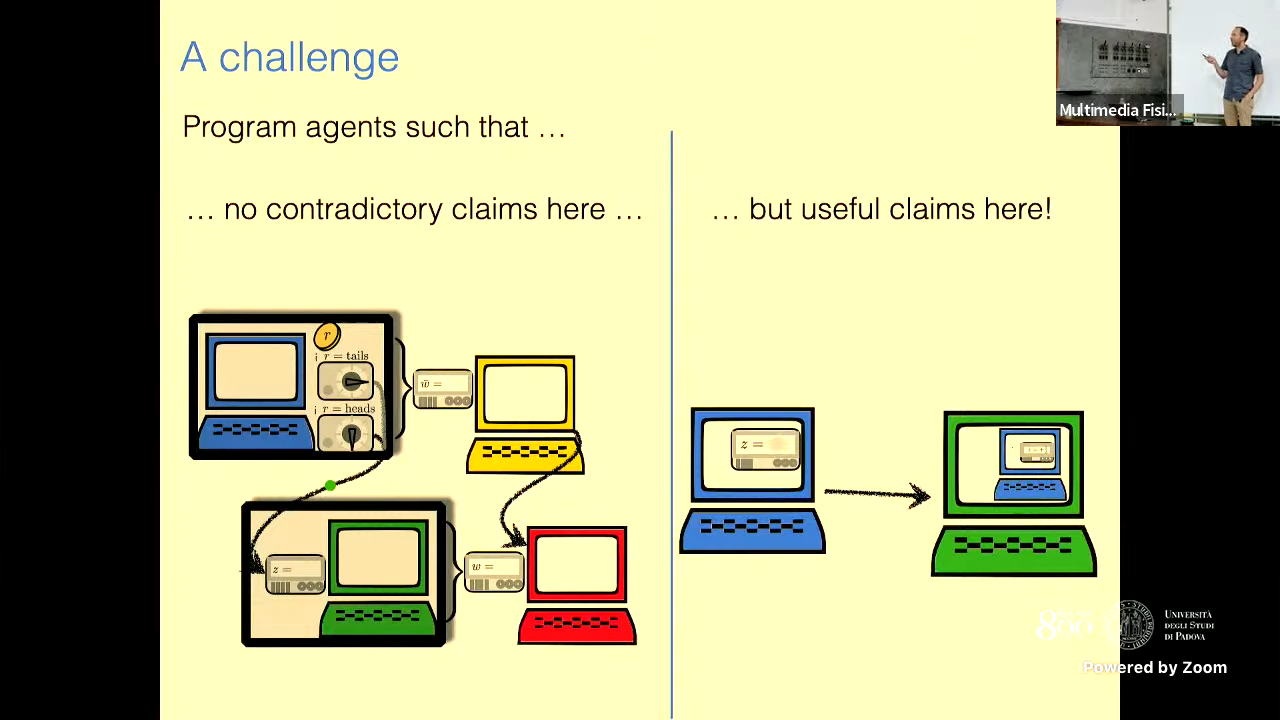 A challenge
Multimedia Fisi...
Program agents such that …
… no contradictory claims here …
… but useful claims here!
r
r = tails
r = heads
w̄ =
z =
w =
z =
800
UNIVERSITÀ
DEGLI STUDI
DI PADOVA
Powered by Zoom